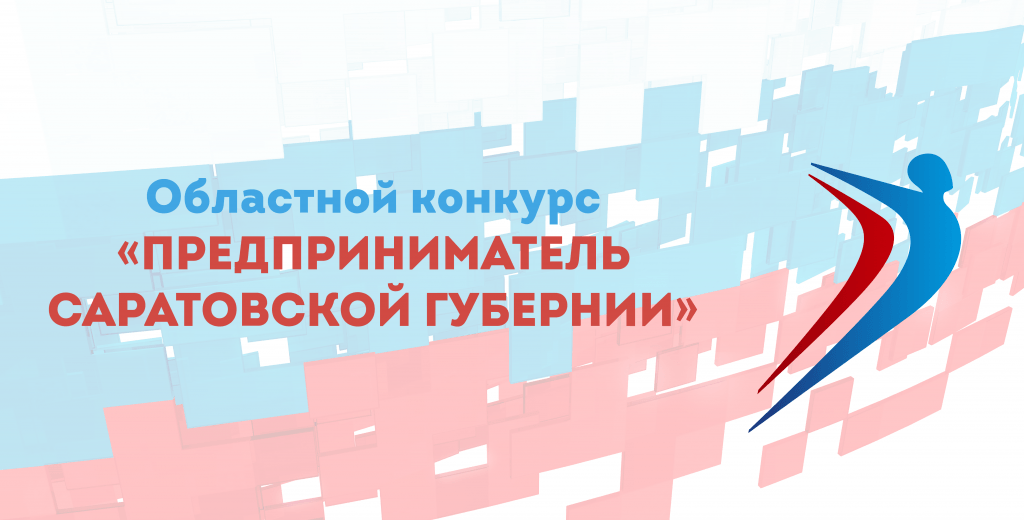 Областной конкурс
«ПРЕДПРИНИМАТЕЛЬ
САРАТОВСКОЙ ГУБЕРНИИ»